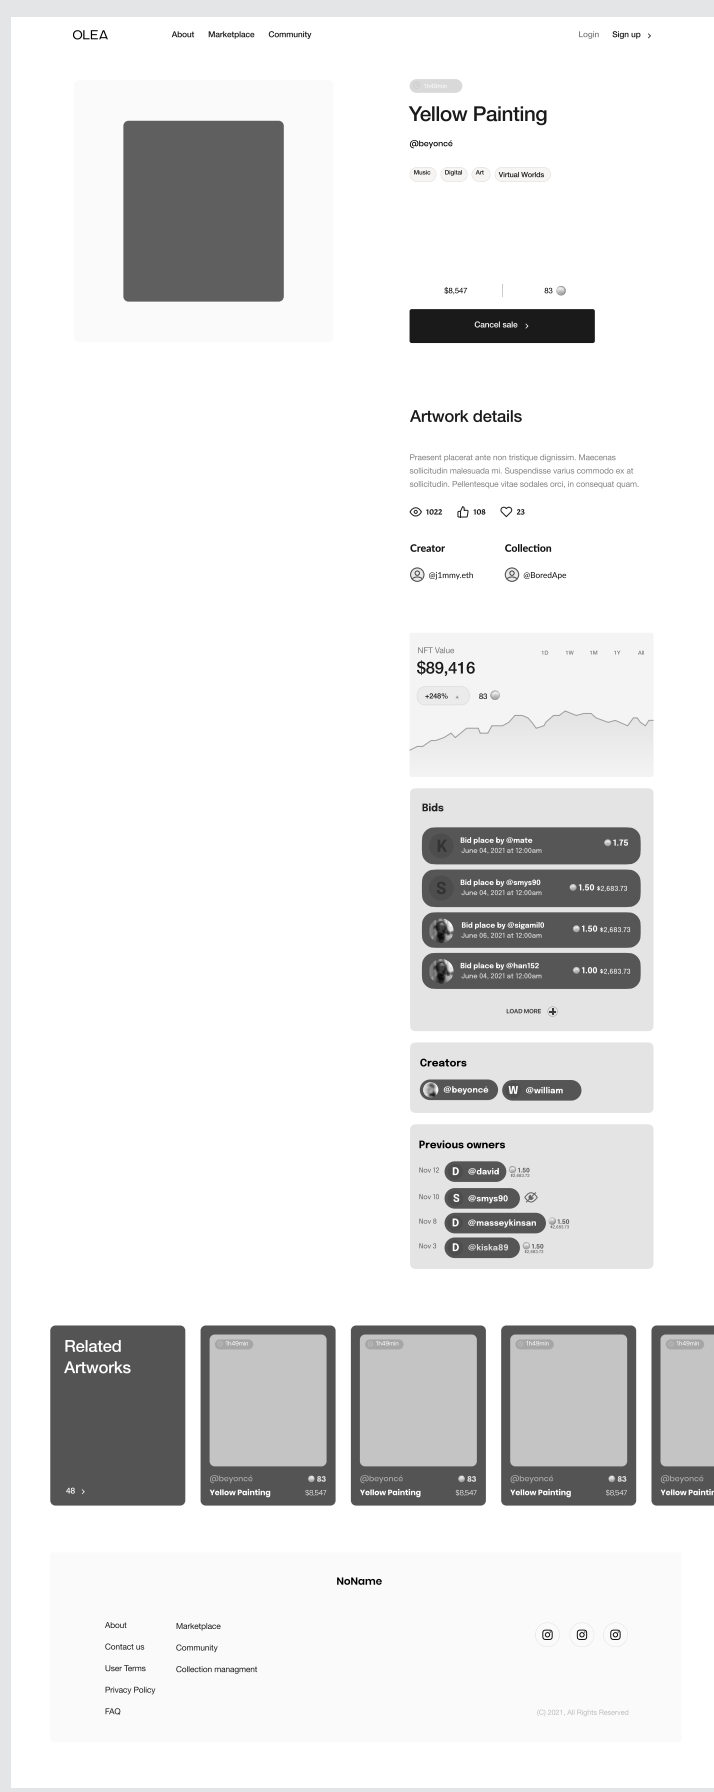 OLEA
About Marketplace Community
Login Sign up
1h49min
Yellow Painting
@beyoncé
Music Digital Art Virtual Worlds
$8,547 83
Cancel sale
Artwork details
Praesent placerat ante non tristique dignissim. Maecenas
sollicitudin malesuada mi. Suspendisse varius commodo ex at
sollicitudin. Pellentesque vitae sodales orci, in consequat quam.
1022 108 23
Creator Collection
@j1mmy.eth @BoredApe
NFT Value
1D 1W 1M 1Y All
$89,416
+248% 83
Bids
K
Bid place by @mate
June 04, 2021 at 12:00am
1.75
S
Bid place by @smys90
June 04, 2021 at 12:00am
1.50 $2,683.73
Bid place by @sigamil0
June 06, 2021 at 12:00am
1.50 $2,683.73
Bid place by @han152
June 04, 2021 at 12:00am
1.00 $2,683.73
LOAD MORE
Creators
@beyoncé W @william
Previous owners
Nov 12 D @david 1.50
$2,683.73
Nov 10 S @smys90
Nov 8 D @masseykinsan 1.50
$2,683.73
Nov 3 D @kiska89 1.50
$2,683.73
Related
Artworks
48
1h49min
@beyoncé 83
Yellow Painting $8,547
1h49min
@beyoncé 83
Yellow Painting $8,547
1h49min
@beyoncé 83
Yellow Painting $8,547
1h49min
@beyoncé
Yellow Paintin
NoName
About
Contact us
User Terms
Privacy Policy
FAQ
Marketplace
Community
Collection managment
(C) 2021, All Rights Reserved